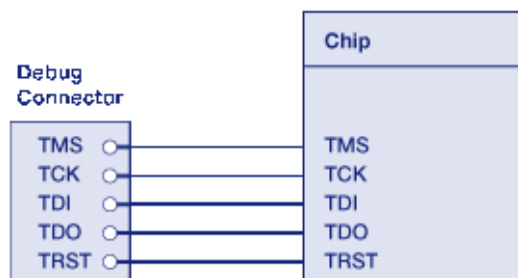 Chip
Debug
Connector
TMS
TCK
TDI
TDO
TRST
TMS
TCK
TDI
TDO
TRST